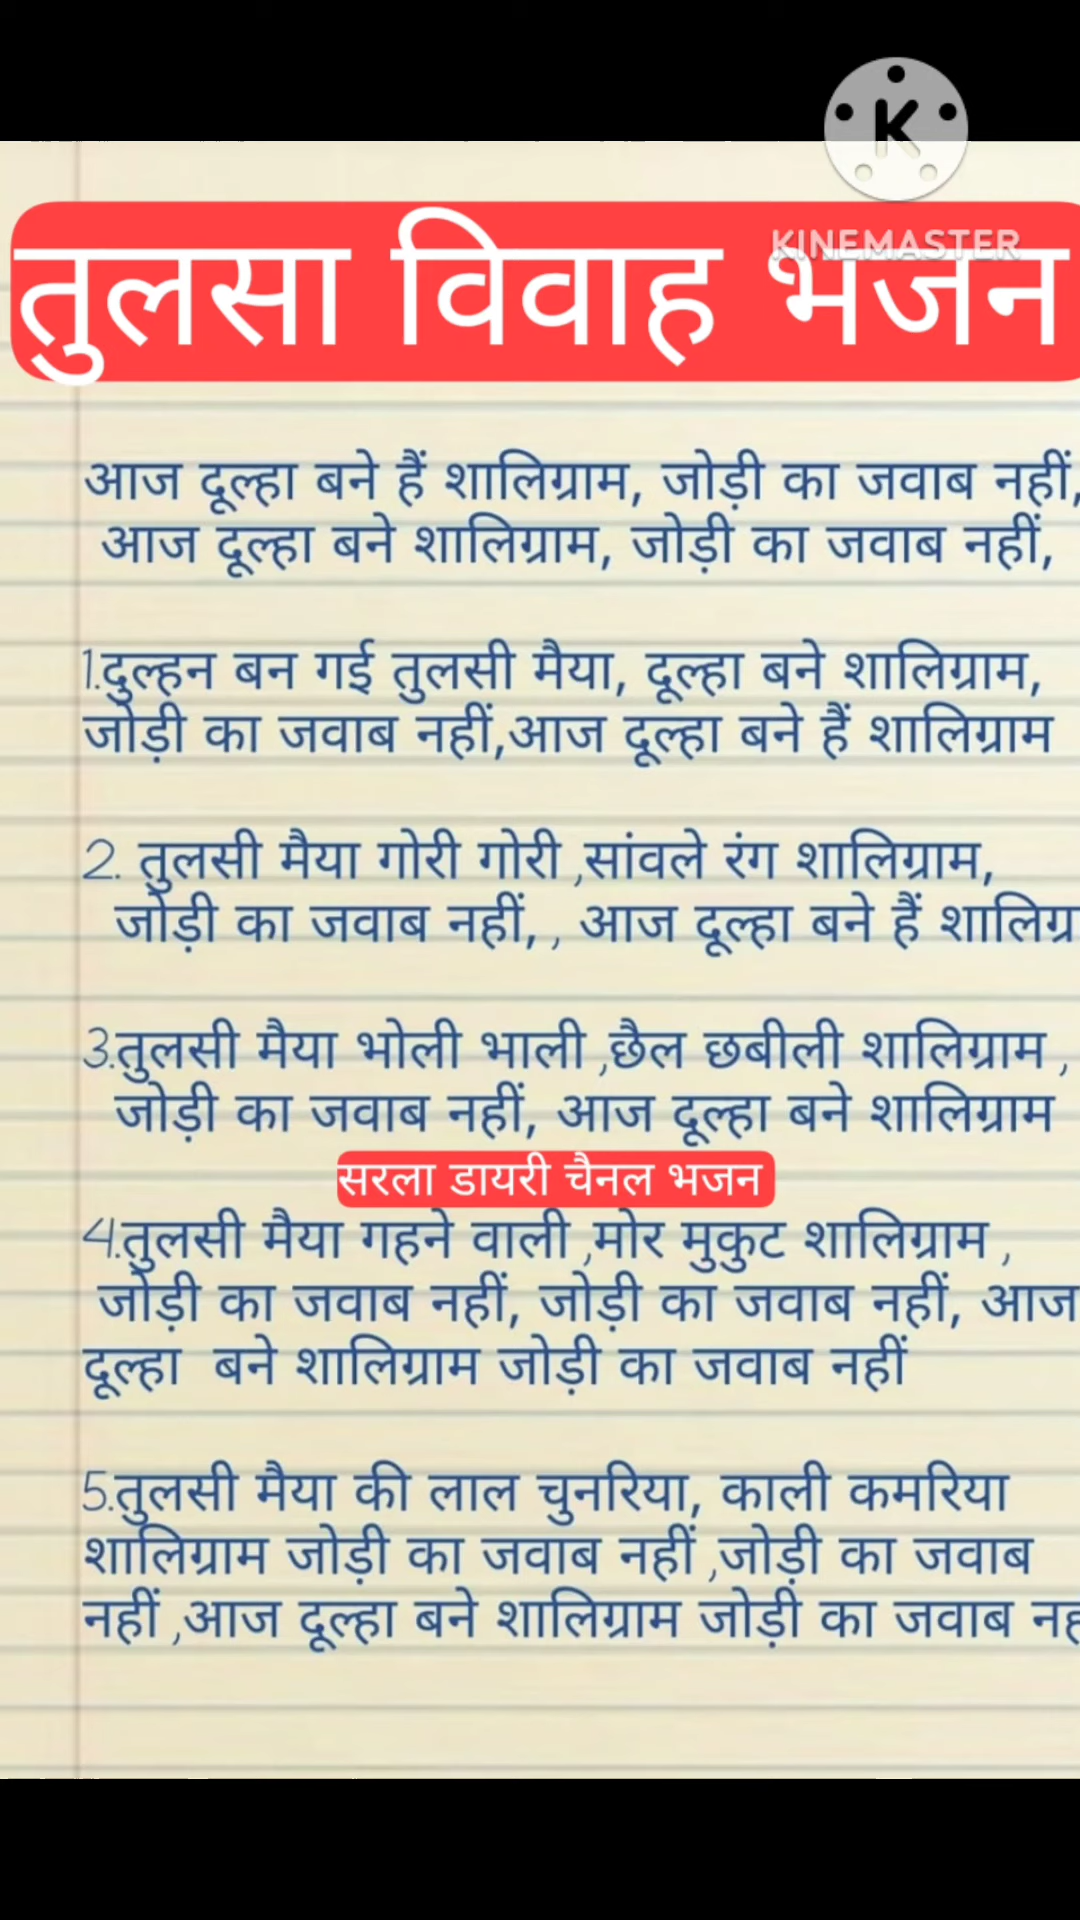 KINEMASTER
तुलसा विवाह भजन
आज दूल्हा बने हैं शालिग्राम, जोड़ी का जवाब नहीं,
आज दूल्हा बने शालिग्राम, जोड़ी का जवाब नहीं,
1.दुल्हन बन गई तुलसी मैया, दूल्हा बने शालिग्राम,
जोड़ी का जवाब नहीं,आज दूल्हा बने हैं शालिग्राम
2. तुलसी मैया गोरी गोरी ,सांवले रंग शालिग्राम,
जोड़ी का जवाब नहीं, , आज दूल्हा बने हैं शालिग्र
3.तुलसी मैया भोली भाली ,छैल छबीली शालिग्राम ,
जोड़ी का जवाब नहीं, आज दूल्हा बने शालिग्राम
सरला डायरी चैनल भजन
4.तुलसी मैया गहने वाली ,मोर मुकुट शालिग्राम ,
जोड़ी का जवाब नहीं, जोड़ी का जवाब नहीं, आज
दूल्हा बने शालिग्राम जोड़ी का जवाब नहीं
5.तुलसी मैया की लाल चुनरिया, काली कमरिया
शालिग्राम जोड़ी का जवाब नहीं ,जोड़ी का जवाब
नहीं ,आज दूल्हा बने शालिग्राम जोड़ी का जवाब नह